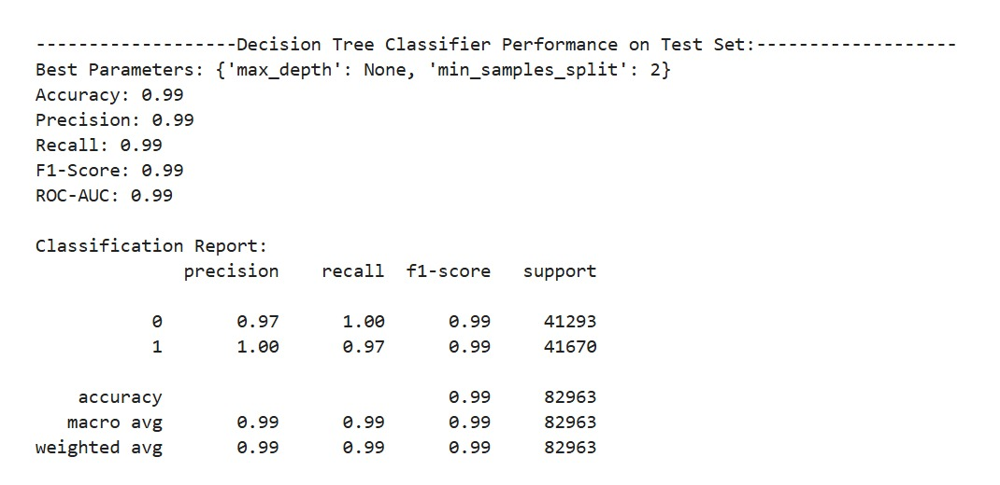 -------------------Decision Tree Classifier Performance on Test Set:-------------------
Best Parameters: {'max_depth': None, 'min_samples_split': 2}
Accuracy: 0.99
Precision: 0.99
Recall: 0.99
F1-Score: 0.99
ROC-AUC: 0.99
Classification Report:
precision recall f1-score support
0 0.97 1.00 0.99 41293
1 1.00 0.97 0.99 41670
accuracy 0.99 82963
macro avg 0.99 0.99 0.99 82963
weighted avg 0.99 0.99 0.99 82963